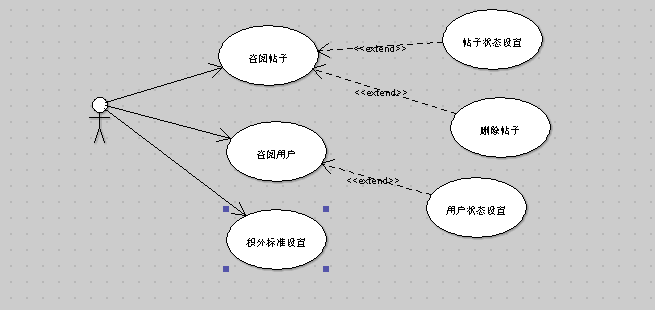 帖子状态设置
<<extend>>
查阅帖子
<<extend>>
删除帖子
查阅用户
<<extend>>
用户状态设置
积分标准设置